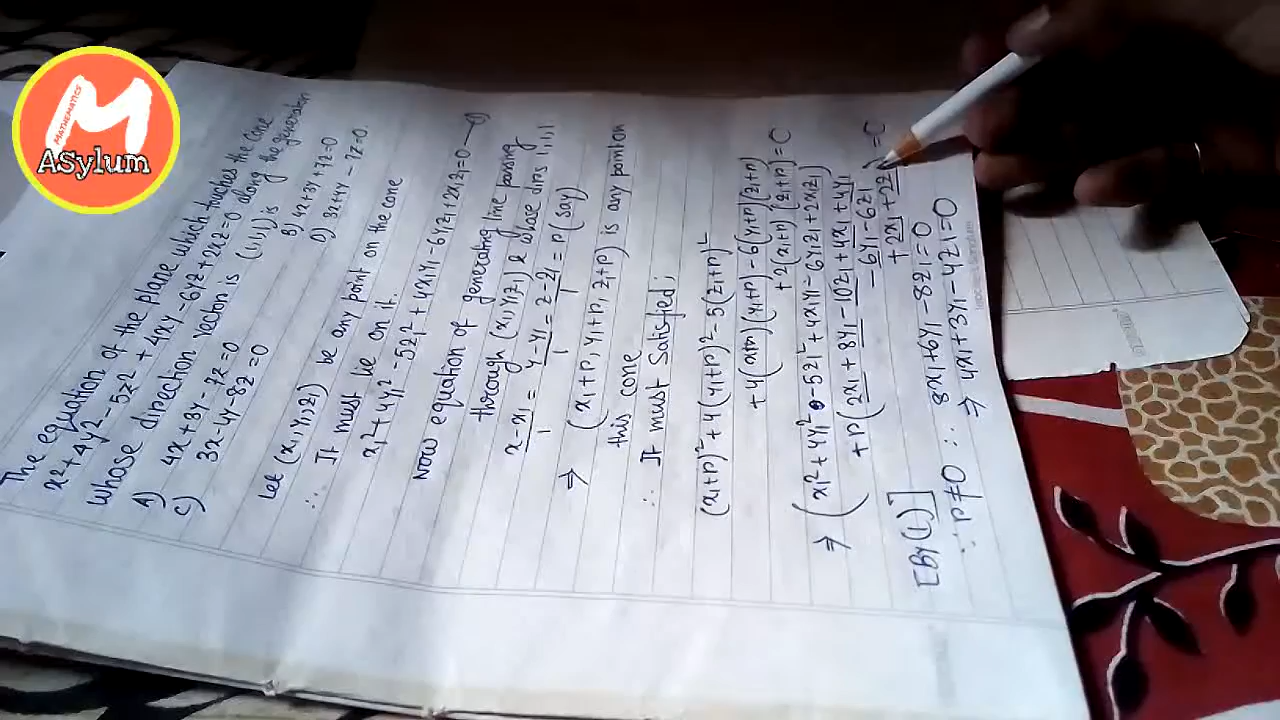 MATHEMATICS
M
Asylum
The equation of the plane which touches the cone
x²+4y²-5z²+4xy-6yz+2xz=0 along the generator
whose direction vector is (1,1,1) is
A) 4x+3y-7z=0 B) 4x+3y+7z=0
C) 3x-4y-8z=0 D) 3x+4y-7z=0.
Let (x₁,y₁,z₁) be any point on the cone
∴ It must lie on it.
x₁²+4y₁²-5z₁²+4x₁y₁-6y₁z₁+2x₁z₁=0—(1)
Now equation of generating line passing
through (x₁,y₁,z₁) & whose dirns 1,1,1
(x-x₁)/1 = (y-y₁)/1 = (z-z₁)/1 = p (say)
⇒ (x₁+p, y₁+p, z₁+p) is any point on
this cone
∴ It must satisfied;
(x₁+p)²+4(y₁+p)²-5(z₁+p)²
+4(x₁+p)(y₁+p)-6(y₁+p)(z₁+p)
+2(x₁+p)(z₁+p)=0
⇒ (x₁²+4y₁²-5z₁²+4x₁y₁-6y₁z₁+2x₁z₁)
+p(2x₁+8y₁-10z₁+4x₁+4y₁
-6y₁-6z₁
+2x₁+2z₁)=0
[By (1)]
∵ p≠0 ∴ 8x₁+6y₁-8z₁=0
⇒ 4x₁+3y₁-4z₁=0